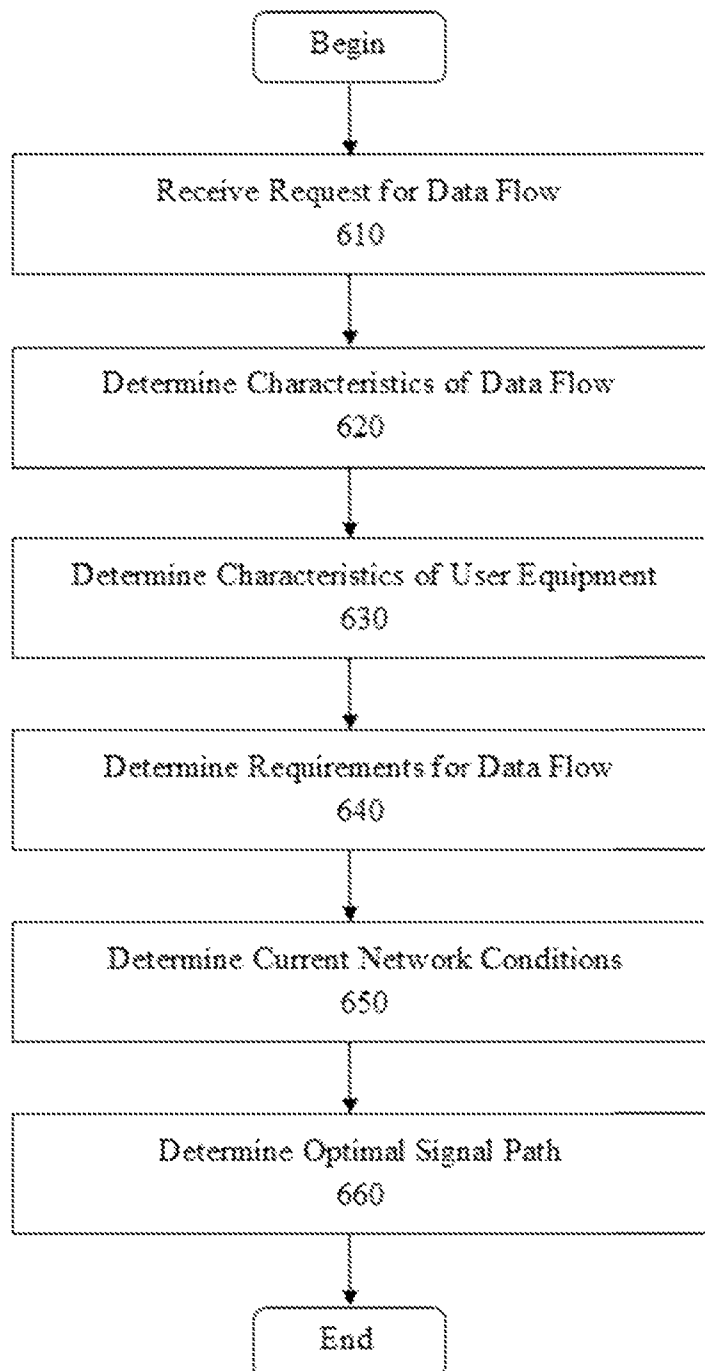 Begin
Receive Request for Data Flow
610
Determine Characteristics of Data Flow
620
Determine Characteristics of User Equipment
630
Determine Requirements for Data Flow
640
Determine Current Network Conditions
650
Determine Optimal Signal Path
660
End